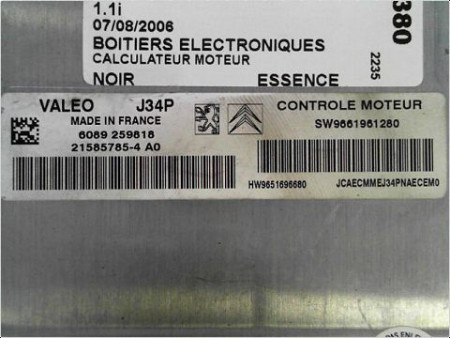 1.1i
07/08/2006
BOITIERS ELECTRONIQUES
CALCULATEUR MOTEUR
NOIR ESSENCE
380
2235
VALEO J34P
MADE IN FRANCE
6089 259818
21585785-4 A0
CONTROLE MOTEUR
SW9661961280
HW9651696680
JCAECMMEJ34PNAECEM0